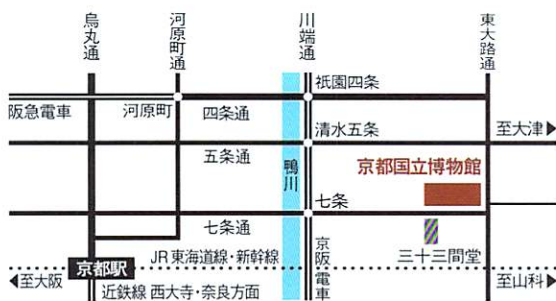 烏丸通
河原町通
川端通
東大路通
祇園四条
阪急電車
河原町
四条通
清水五条
至大津▶
五条通
鴨川
京都国立博物館
七条
七条通
三十三間堂
京都駅
JR東海道線・新幹線
京阪電車
◀至大阪
至山科▶
近鉄線 西大寺・奈良方面